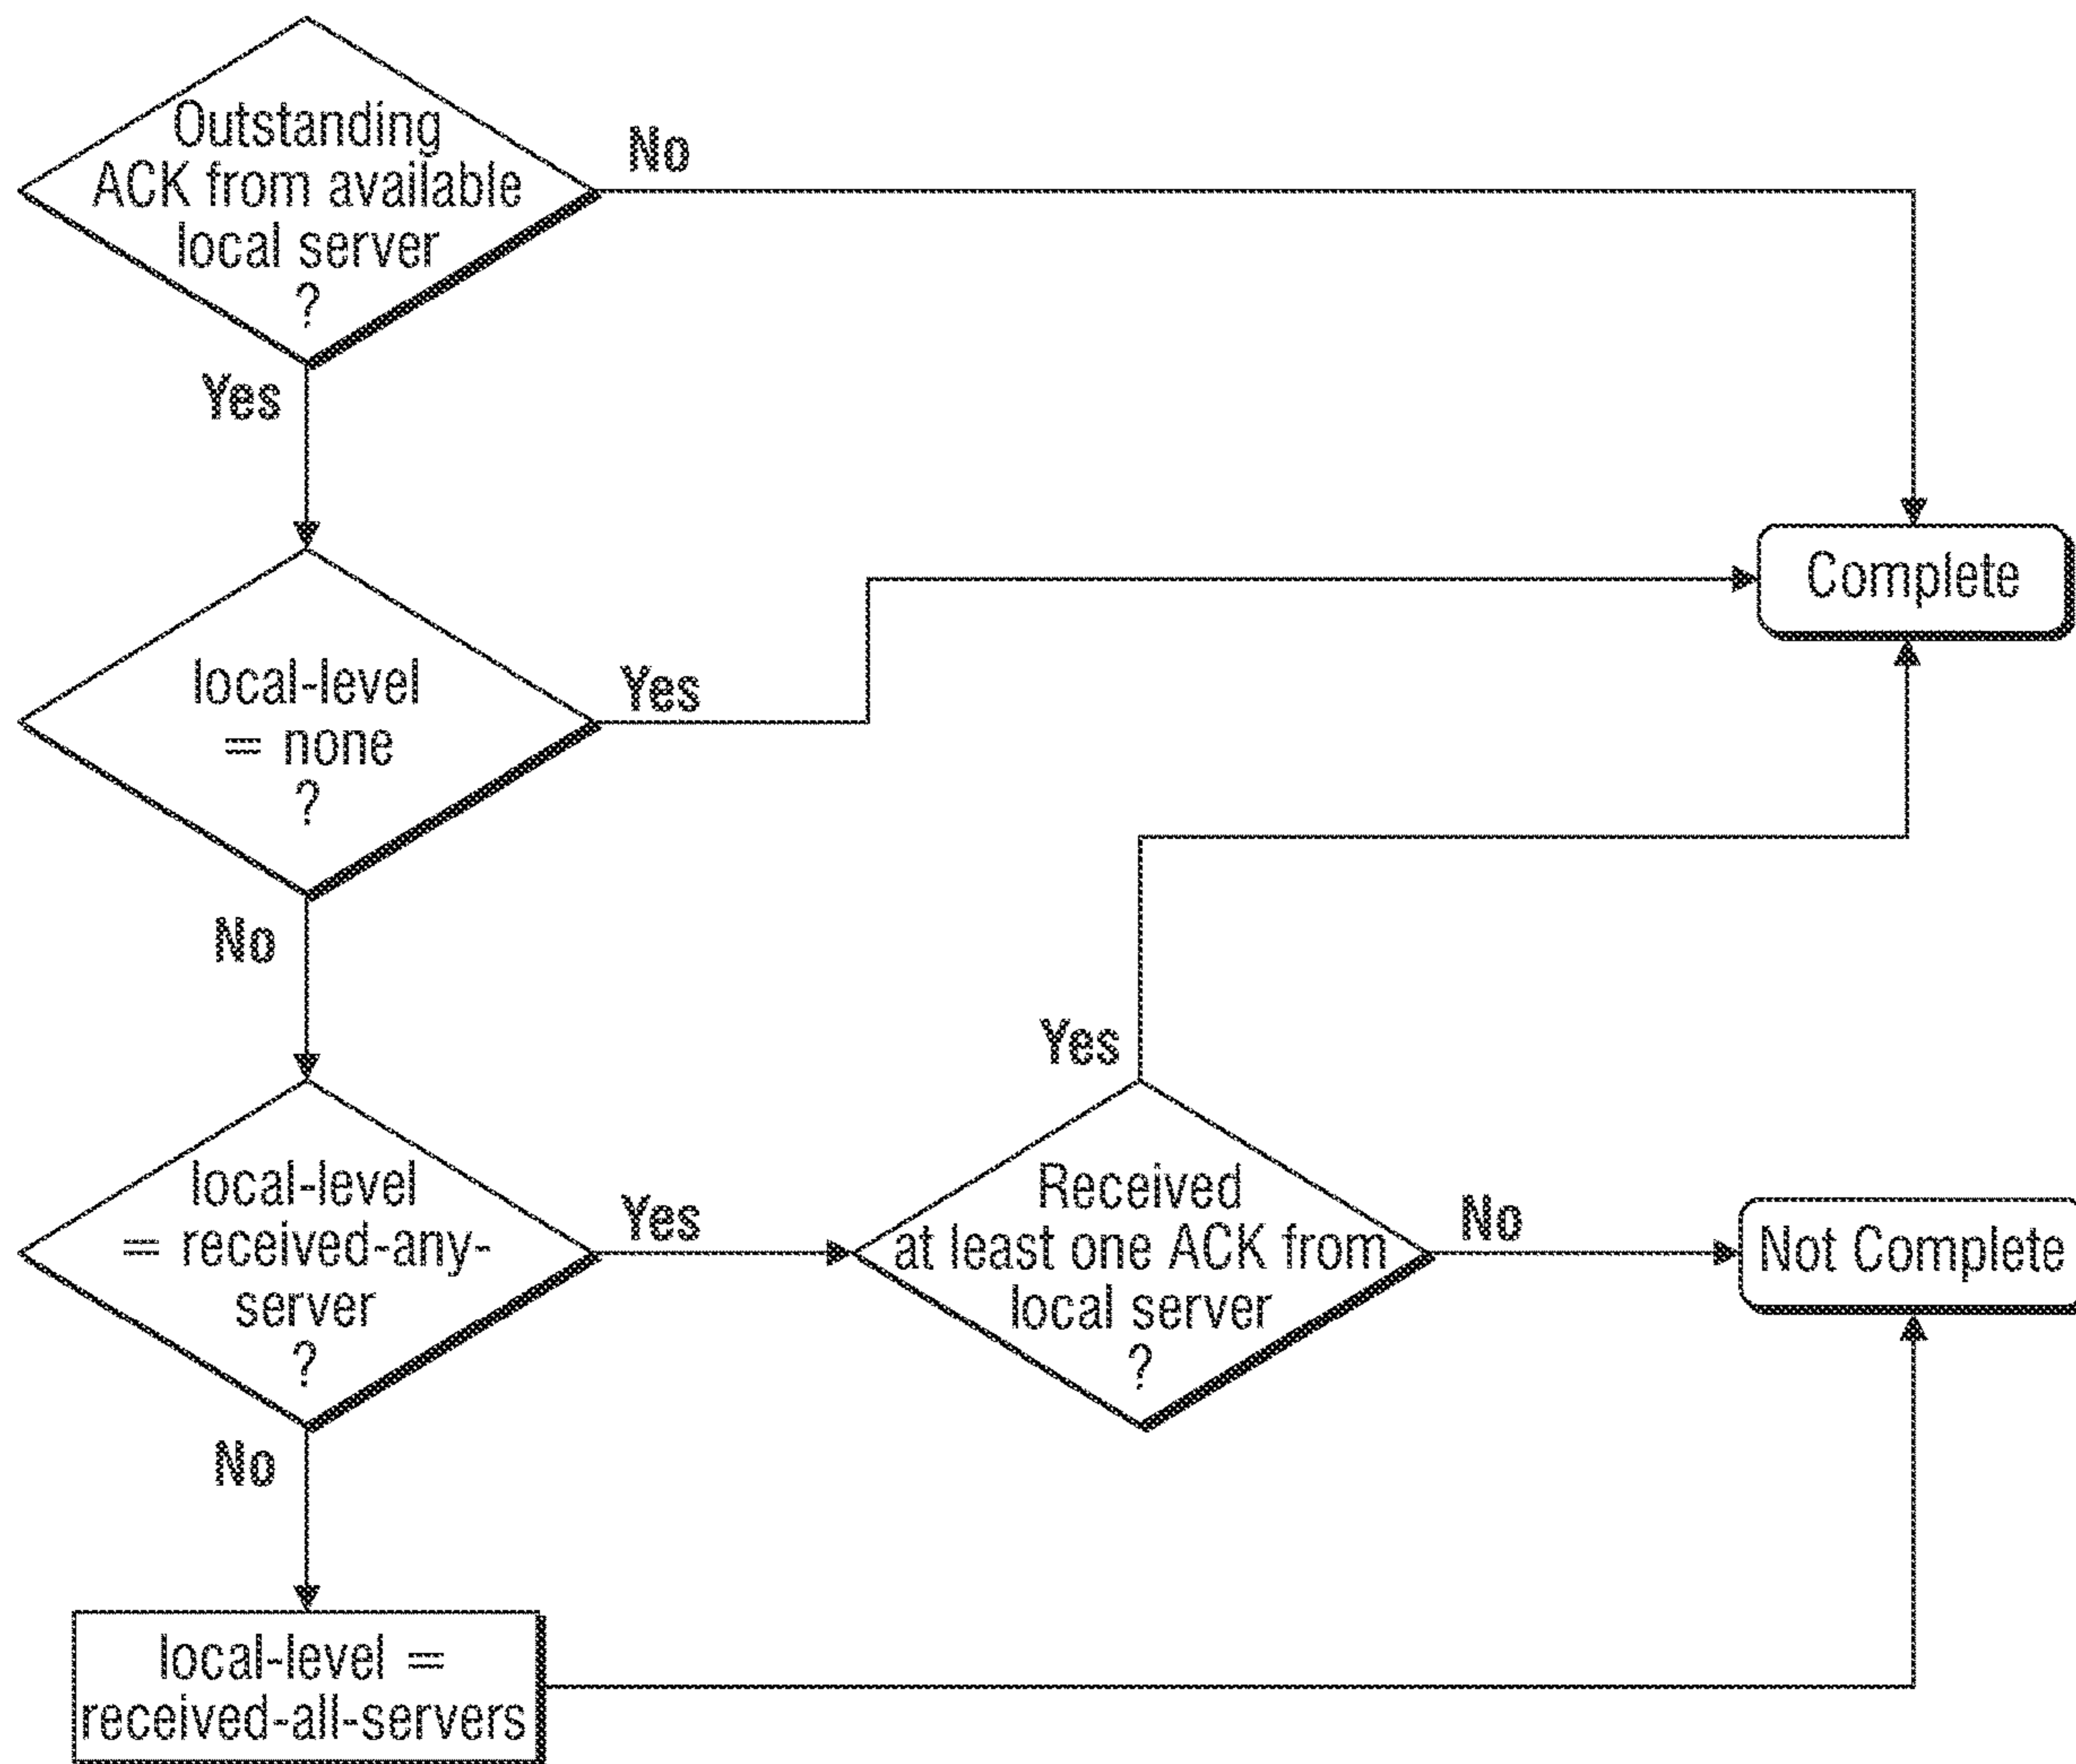 Outstanding
ACK from available
local server
?
No
Yes
Complete
local-level
= none
?
Yes
No
Yes
local-level
= received-any-
server
?
Yes
Received
at least one ACK from
local server
?
No
Not Complete
No
local-level =
received-all-servers